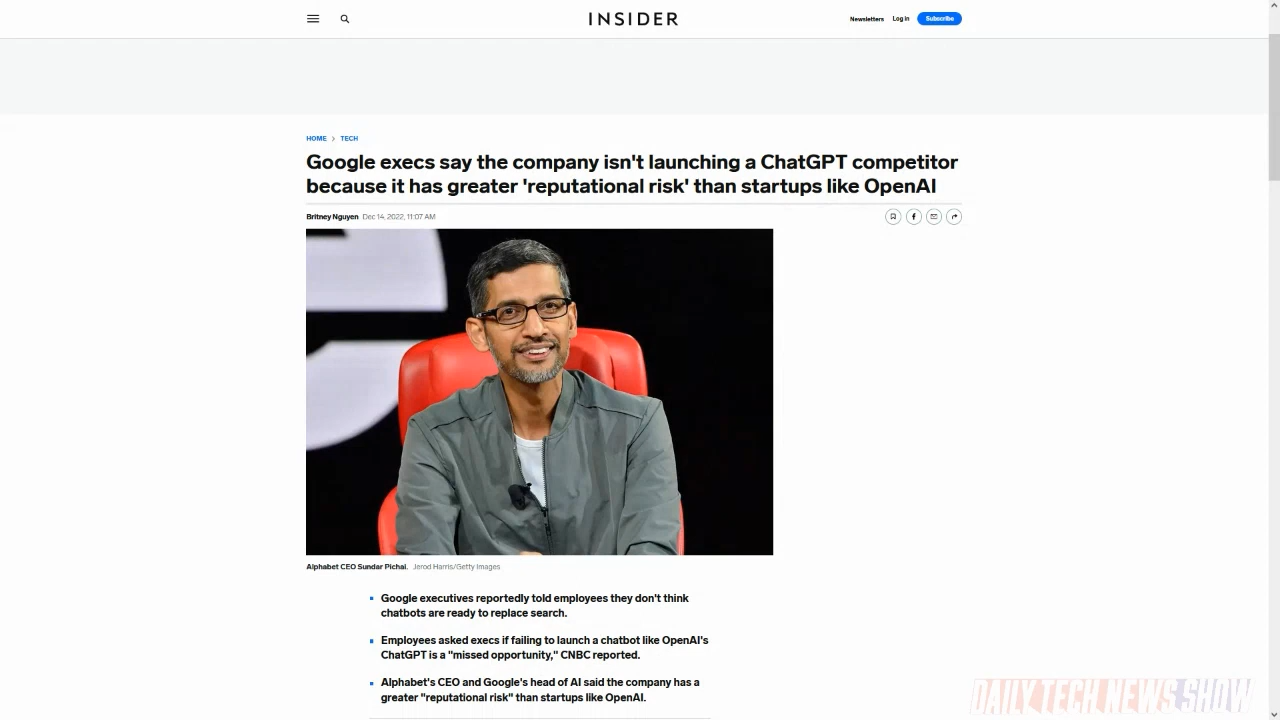 INSIDER
Newsletters Log in Subscribe
HOME > TECH
Google execs say the company isn't launching a ChatGPT competitor
because it has greater 'reputational risk' than startups like OpenAI
Britney Nguyen Dec 14, 2022, 11:07 AM
Alphabet CEO Sundar Pichai. Jerod Harris/Getty Images
Google executives reportedly told employees they don't think
chatbots are ready to replace search.
Employees asked execs if failing to launch a chatbot like OpenAI's
ChatGPT is a "missed opportunity," CNBC reported.
Alphabet's CEO and Google's head of AI said the company has a
greater "reputational risk" than startups like OpenAI.
DAILY TECH NEWS SHOW